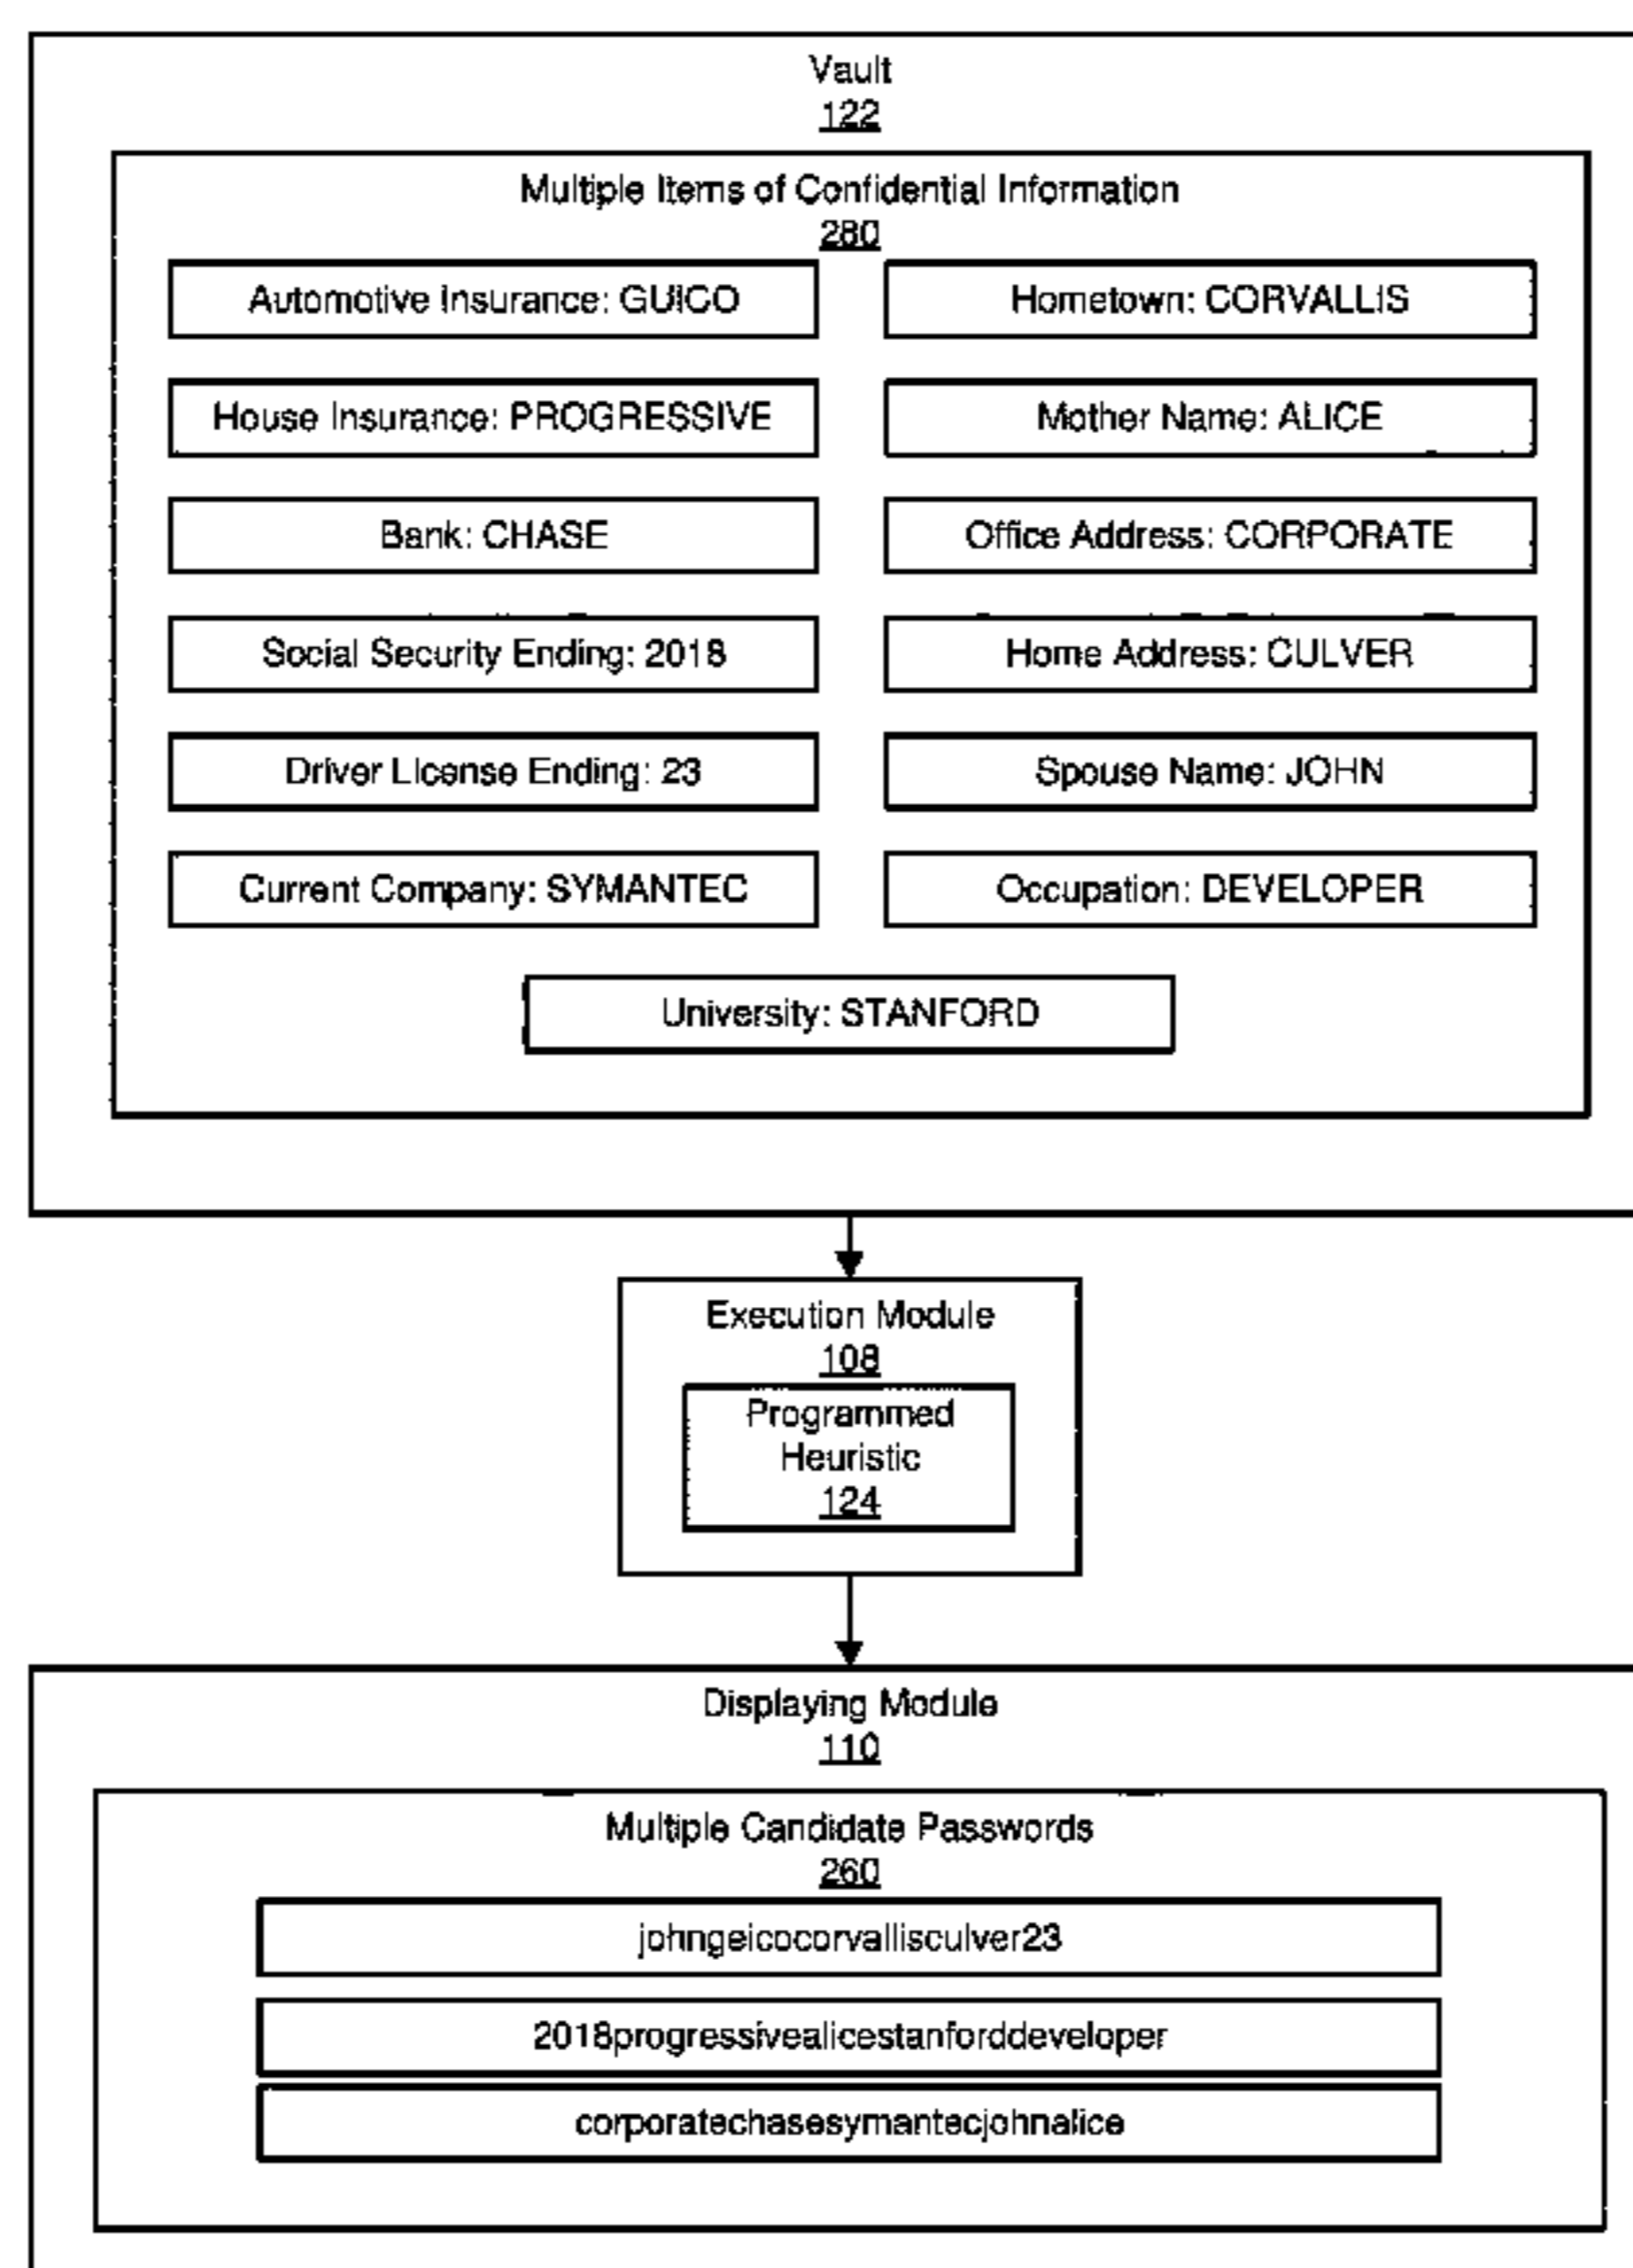 Vault
122
Multiple Items of Confidential Information
280
Automotive Insurance: GUICO
Hometown: CORVALLIS
House Insurance: PROGRESSIVE
Mother Name: ALICE
Bank: CHASE
Office Address: CORPORATE
Social Security Ending: 2018
Home Address: CULVER
Driver License Ending: 23
Spouse Name: JOHN
Current Company: SYMANTEC
Occupation: DEVELOPER
University: STANFORD
Execution Module
108
Programmed
Heuristic
124
Displaying Module
110
Multiple Candidate Passwords
260
johngeicocorvallisculver23
2018progressivealicestanforddeveloper
corporatechasesymantecjohnalice